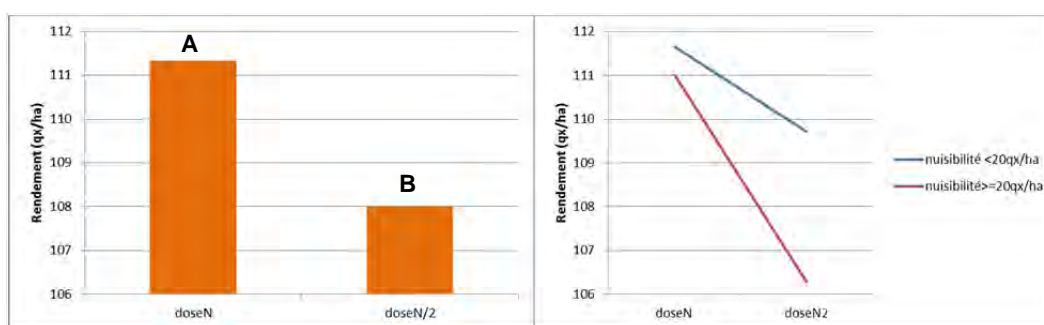 Rendement (qx/ha)
112
111
110
109
108
107
106
A
B
doseN
doseN/2
Rendement (qx/ha)
112
111
110
109
108
107
106
doseN
doseN2
nuisibilité <20qx/ha
nuisibilité>=20qx/ha